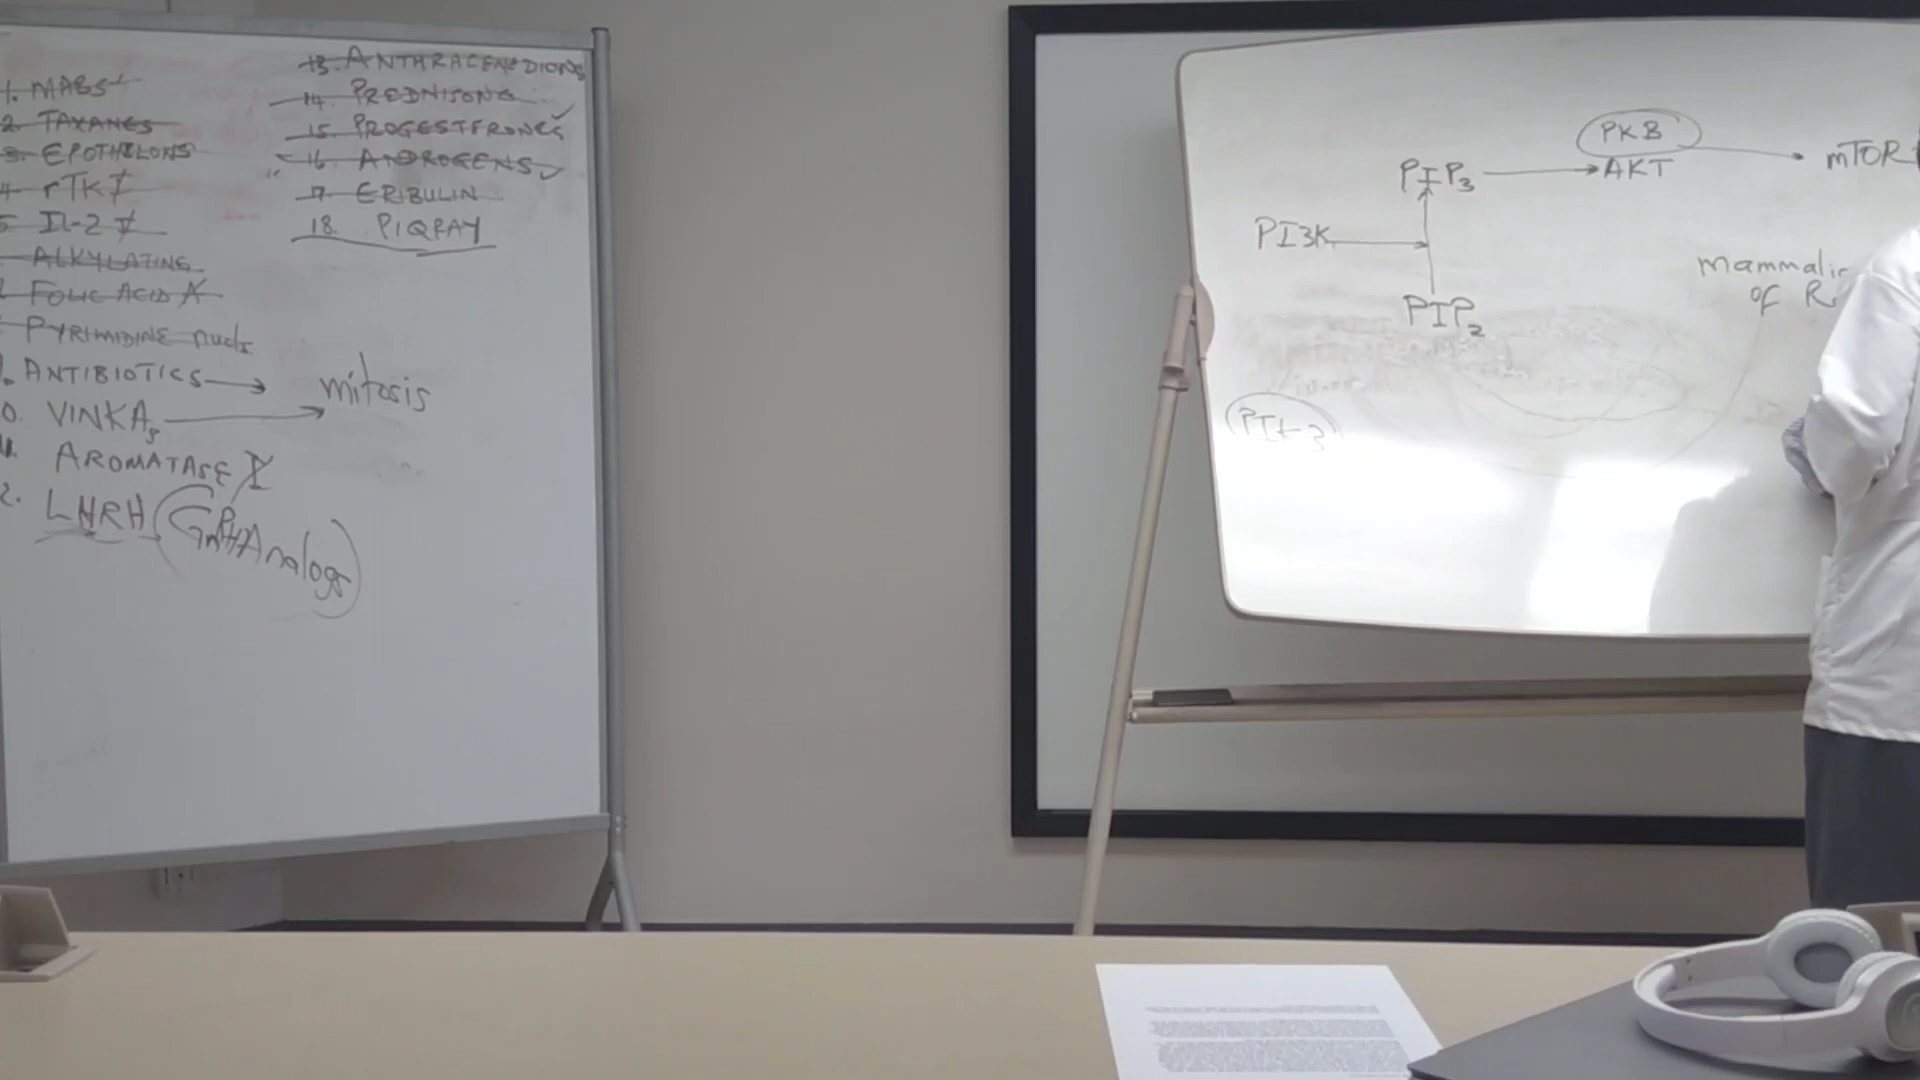 1. MABS
2. TAXANES
3. EPOTHILONS
4 rTKI
5 IL-2 I
ALKYLATING
FOLIC ACID A
PYRIMIDINE nucls.
. ANTIBIOTICS → mitosis
0. VINKAs →
11. AROMATASE I
2. LHRH (GnRH Analogs)
13. ANTHRACENEDIONS
14. PREDNISONE
15. PROGESTERONES
16. ANDROGENS
17. ERIBULIN
18. PIQRAY
PKB
PIP3 → AKT → mTOR
PI3K →
PIP2
mammalia
of R